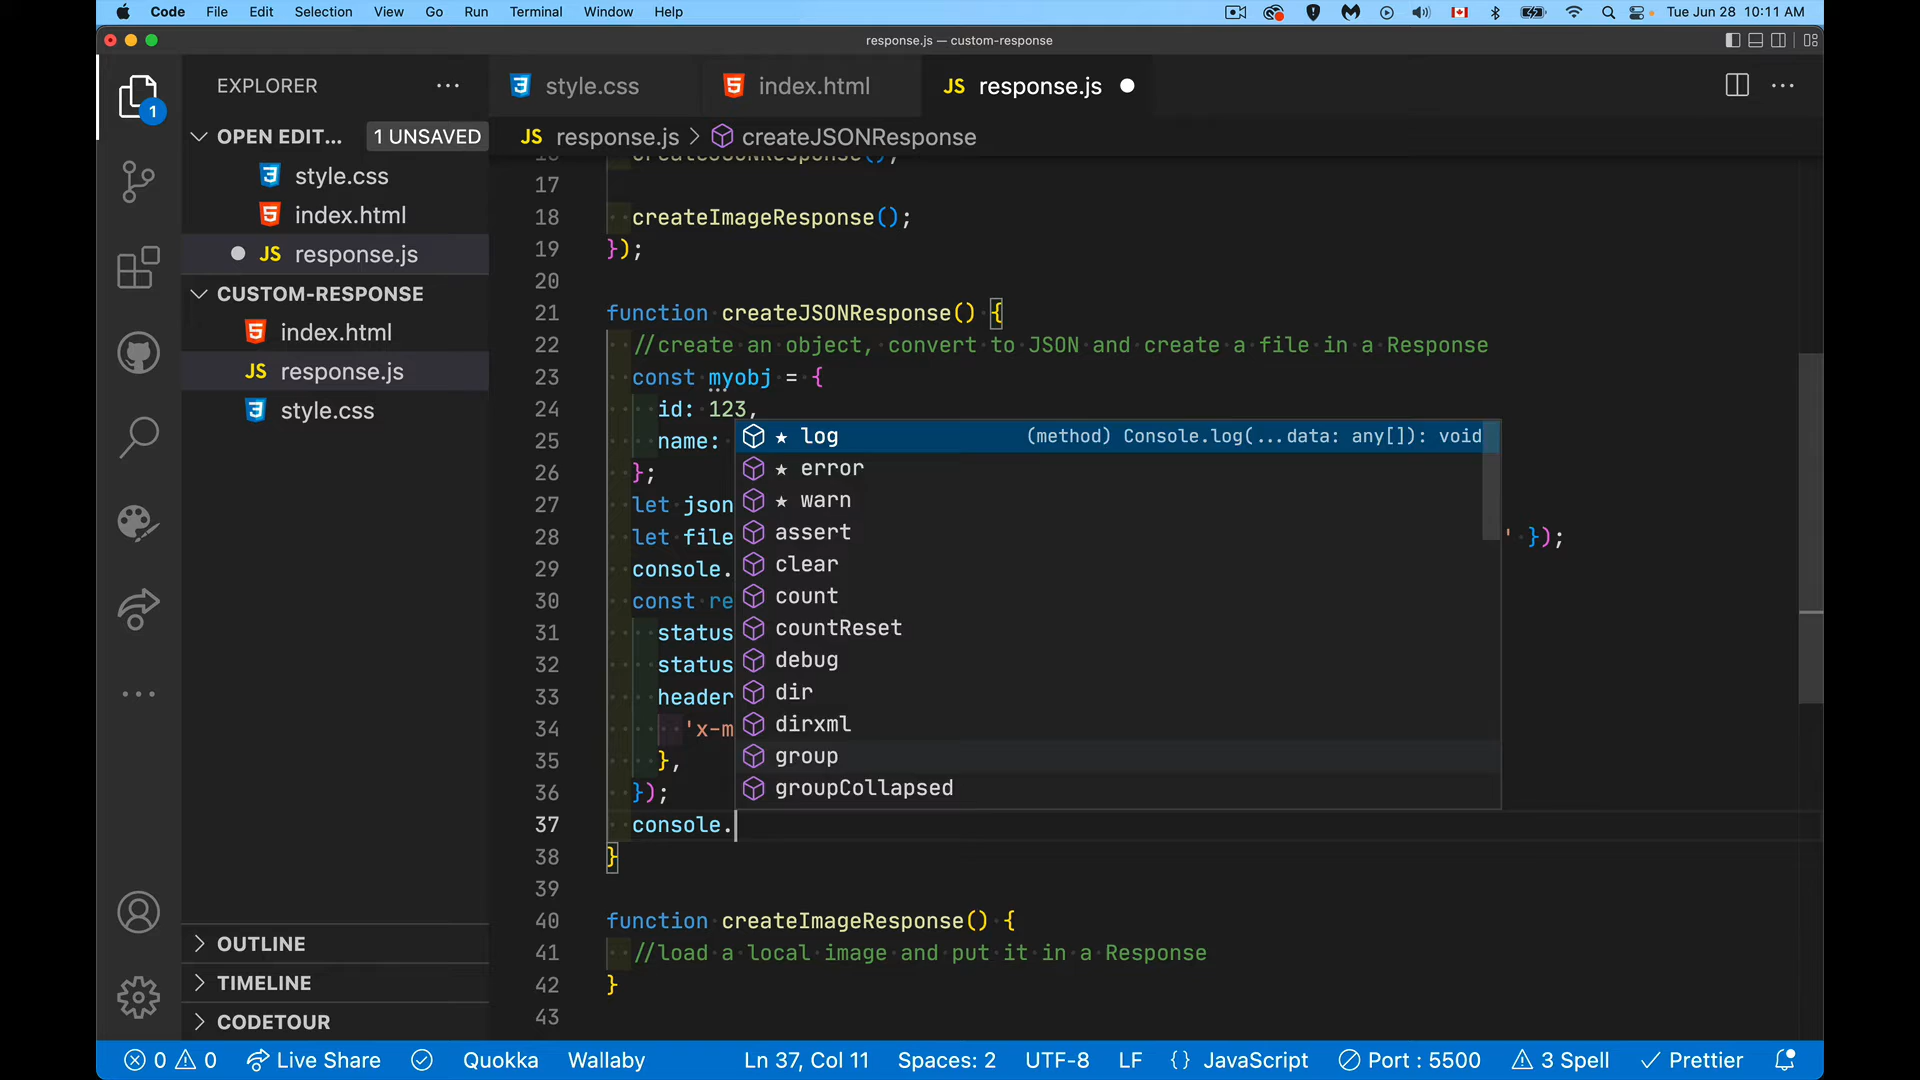 Code File Edit Selection View Go Run Terminal Window Help Tue Jun 28 10:11 AM
response.js — custom-response
EXPLORER
style.css
index.html
JS response.js
1
OPEN EDIT...
1 UNSAVED
style.css
index.html
JS response.js
CUSTOM-RESPONSE
index.html
JS response.js
style.css
OUTLINE
TIMELINE
CODETOUR
JS response.js > createJSONResponse
16 createJSONResponse();
17
18 createImageResponse();
19 });
20
21 function createJSONResponse() {
22 //create an object, convert to JSON and create a file in a Response
23 const myobj = {
24 id: 123,
25 name:
26 };
27 let json
28 let file ' });
29 console.
30 const re
31 status
32 status
33 header
34 'x-m
35 },
36 });
37 console.
38 }
39
40 function createImageResponse() {
41 //load a local image and put it in a Response
42 }
43
★ log (method) Console.log(...data: any[]): void
★ error
★ warn
assert
clear
count
countReset
debug
dir
dirxml
group
groupCollapsed
0 0 Live Share Quokka Wallaby Ln 37, Col 11 Spaces: 2 UTF-8 LF {} JavaScript Port : 5500 3 Spell Prettier